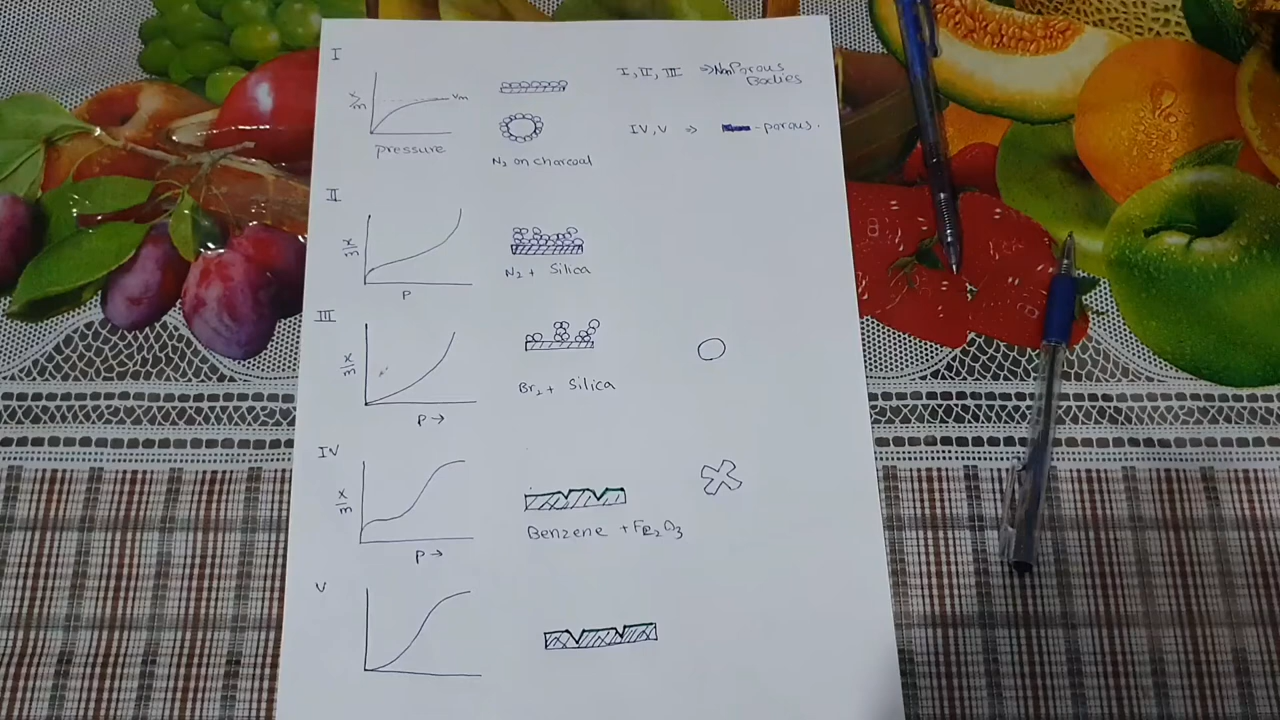 I
x/m
Vm
pressure
N₂ on charcoal
I, II, III ⇒ Non Porous
Bodies
IV, V ⇒ - porous.
II
x/m
P
N₂ + Silica
III
x/m
P →
Br₂ + Silica
IV
x/m
P →
Benzene + Fe₂O₃
V